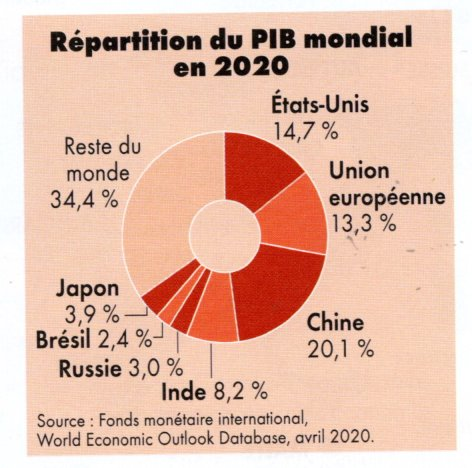 Répartition du PIB mondial
en 2020
États-Unis
14,7 %
Union
européenne
13,3 %
Chine
20,1 %
Inde 8,2 %
Russie 3,0 %
Brésil 2,4 %
Japon
3,9 %
Reste du
monde
34,4 %
Source : Fonds monétaire international,
World Economic Outlook Database, avril 2020.